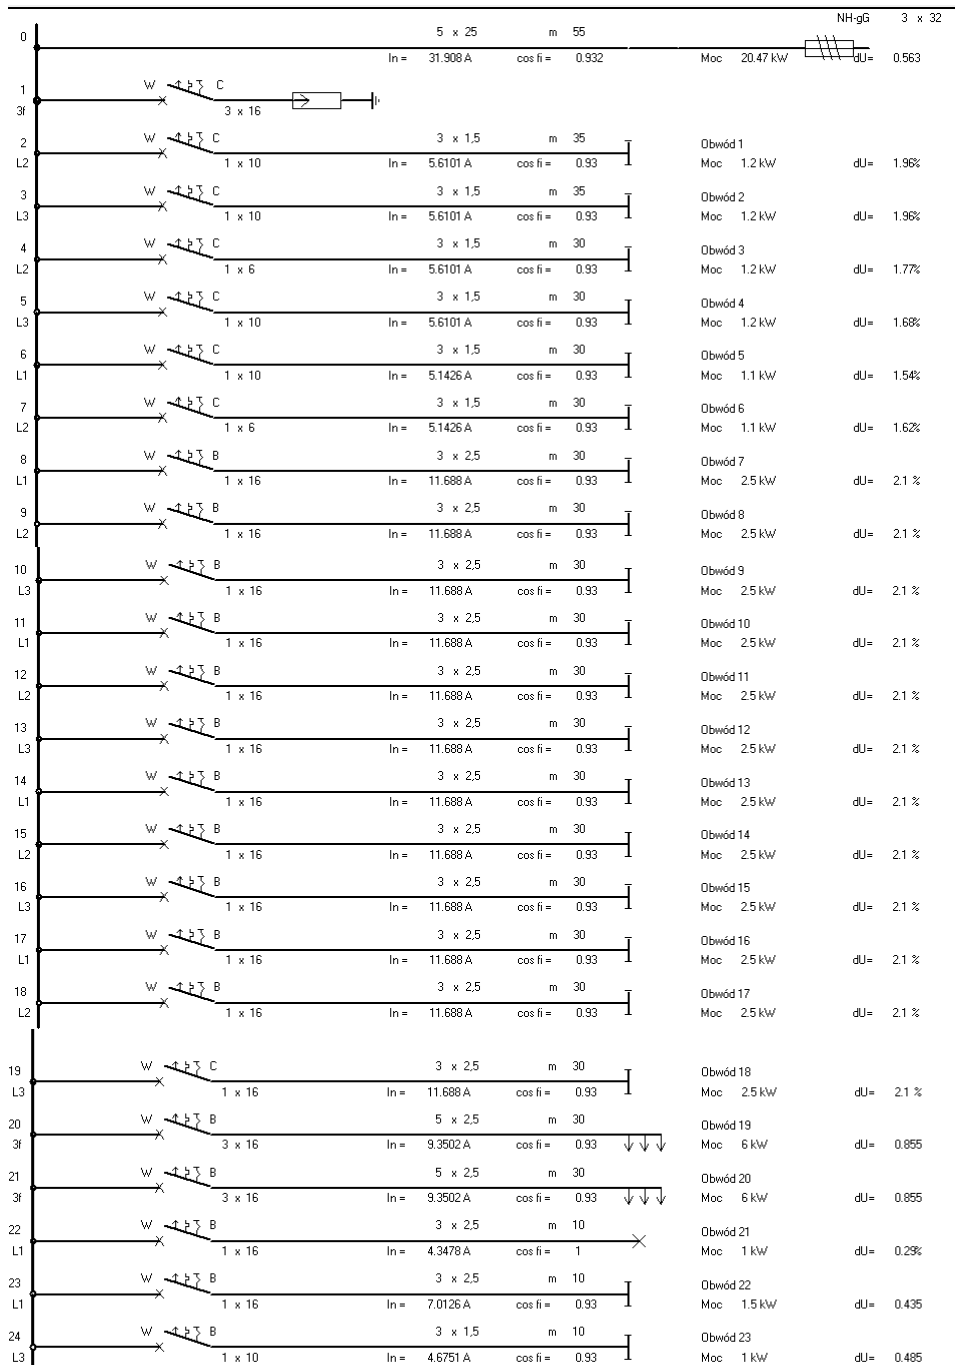 NH-gG 3 x 32
0 5 x 25 m 55
In = 31.908 A cos fi = 0.932 Moc 20.47 kW dU= 0.563
1 W C
3f 3 x 16
2 W C 3 x 1,5 m 35 Obwód 1
L2 1 x 10 In = 5.6101 A cos fi = 0.93 Moc 1.2 kW dU= 1.96%
3 W C 3 x 1,5 m 35 Obwód 2
L3 1 x 10 In = 5.6101 A cos fi = 0.93 Moc 1.2 kW dU= 1.96%
4 W C 3 x 1,5 m 30 Obwód 3
L2 1 x 6 In = 5.6101 A cos fi = 0.93 Moc 1.2 kW dU= 1.77%
5 W C 3 x 1,5 m 30 Obwód 4
L3 1 x 10 In = 5.6101 A cos fi = 0.93 Moc 1.2 kW dU= 1.68%
6 W C 3 x 1,5 m 30 Obwód 5
L1 1 x 10 In = 5.1426 A cos fi = 0.93 Moc 1.1 kW dU= 1.54%
7 W C 3 x 1,5 m 30 Obwód 6
L2 1 x 6 In = 5.1426 A cos fi = 0.93 Moc 1.1 kW dU= 1.62%
8 W B 3 x 2,5 m 30 Obwód 7
L1 1 x 16 In = 11.688 A cos fi = 0.93 Moc 2.5 kW dU= 2.1 %
9 W B 3 x 2,5 m 30 Obwód 8
L2 1 x 16 In = 11.688 A cos fi = 0.93 Moc 2.5 kW dU= 2.1 %
10 W B 3 x 2,5 m 30 Obwód 9
L3 1 x 16 In = 11.688 A cos fi = 0.93 Moc 2.5 kW dU= 2.1 %
11 W B 3 x 2,5 m 30 Obwód 10
L1 1 x 16 In = 11.688 A cos fi = 0.93 Moc 2.5 kW dU= 2.1 %
12 W B 3 x 2,5 m 30 Obwód 11
L2 1 x 16 In = 11.688 A cos fi = 0.93 Moc 2.5 kW dU= 2.1 %
13 W B 3 x 2,5 m 30 Obwód 12
L3 1 x 16 In = 11.688 A cos fi = 0.93 Moc 2.5 kW dU= 2.1 %
14 W B 3 x 2,5 m 30 Obwód 13
L1 1 x 16 In = 11.688 A cos fi = 0.93 Moc 2.5 kW dU= 2.1 %
15 W B 3 x 2,5 m 30 Obwód 14
L2 1 x 16 In = 11.688 A cos fi = 0.93 Moc 2.5 kW dU= 2.1 %
16 W B 3 x 2,5 m 30 Obwód 15
L3 1 x 16 In = 11.688 A cos fi = 0.93 Moc 2.5 kW dU= 2.1 %
17 W B 3 x 2,5 m 30 Obwód 16
L1 1 x 16 In = 11.688 A cos fi = 0.93 Moc 2.5 kW dU= 2.1 %
18 W B 3 x 2,5 m 30 Obwód 17
L2 1 x 16 In = 11.688 A cos fi = 0.93 Moc 2.5 kW dU= 2.1 %
19 W C 3 x 2,5 m 30 Obwód 18
L3 1 x 16 In = 11.688 A cos fi = 0.93 Moc 2.5 kW dU= 2.1 %
20 W B 5 x 2,5 m 30 Obwód 19
3f 3 x 16 In = 9.3502 A cos fi = 0.93 Moc 6 kW dU= 0.855
21 W B 5 x 2,5 m 30 Obwód 20
3f 3 x 16 In = 9.3502 A cos fi = 0.93 Moc 6 kW dU= 0.855
22 W B 3 x 2,5 m 10 Obwód 21
L1 1 x 16 In = 4.3478 A cos fi = 1 Moc 1 kW dU= 0.29%
23 W B 3 x 2,5 m 10 Obwód 22
L1 1 x 16 In = 7.0126 A cos fi = 0.93 Moc 1.5 kW dU= 0.435
24 W B 3 x 1,5 m 10 Obwód 23
L3 1 x 10 In = 4.6751 A cos fi = 0.93 Moc 1 kW dU= 0.485